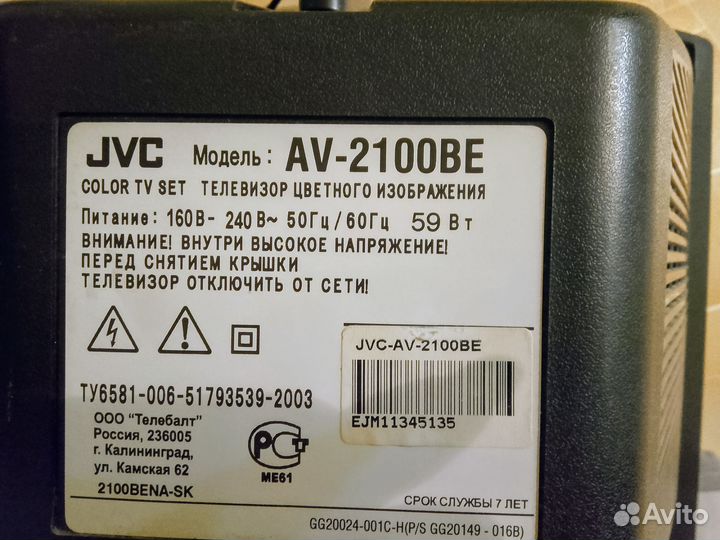 JVC Модель: AV-2100BE
COLOR TV SET ТЕЛЕВИЗОР ЦВЕТНОГО ИЗОБРАЖЕНИЯ
Питание: 160В- 240В~ 50Гц/60Гц 59 Вт
ВНИМАНИЕ! ВНУТРИ ВЫСОКОЕ НАПРЯЖЕНИЕ!
ПЕРЕД СНЯТИЕМ КРЫШКИ
ТЕЛЕВИЗОР ОТКЛЮЧИТЬ ОТ СЕТИ!
JVC-AV-2100BE
EJM11345135
ТУ6581-006-51793539-2003
ООО "Телебалт"
Россия, 236005
г. Калининград,
ул. Камская 62
2100BENA-SK
РСТ
МЕ61
СРОК СЛУЖБЫ 7 ЛЕТ
GG20024-001C-H(P/S GG20149 - 016B)
Avito